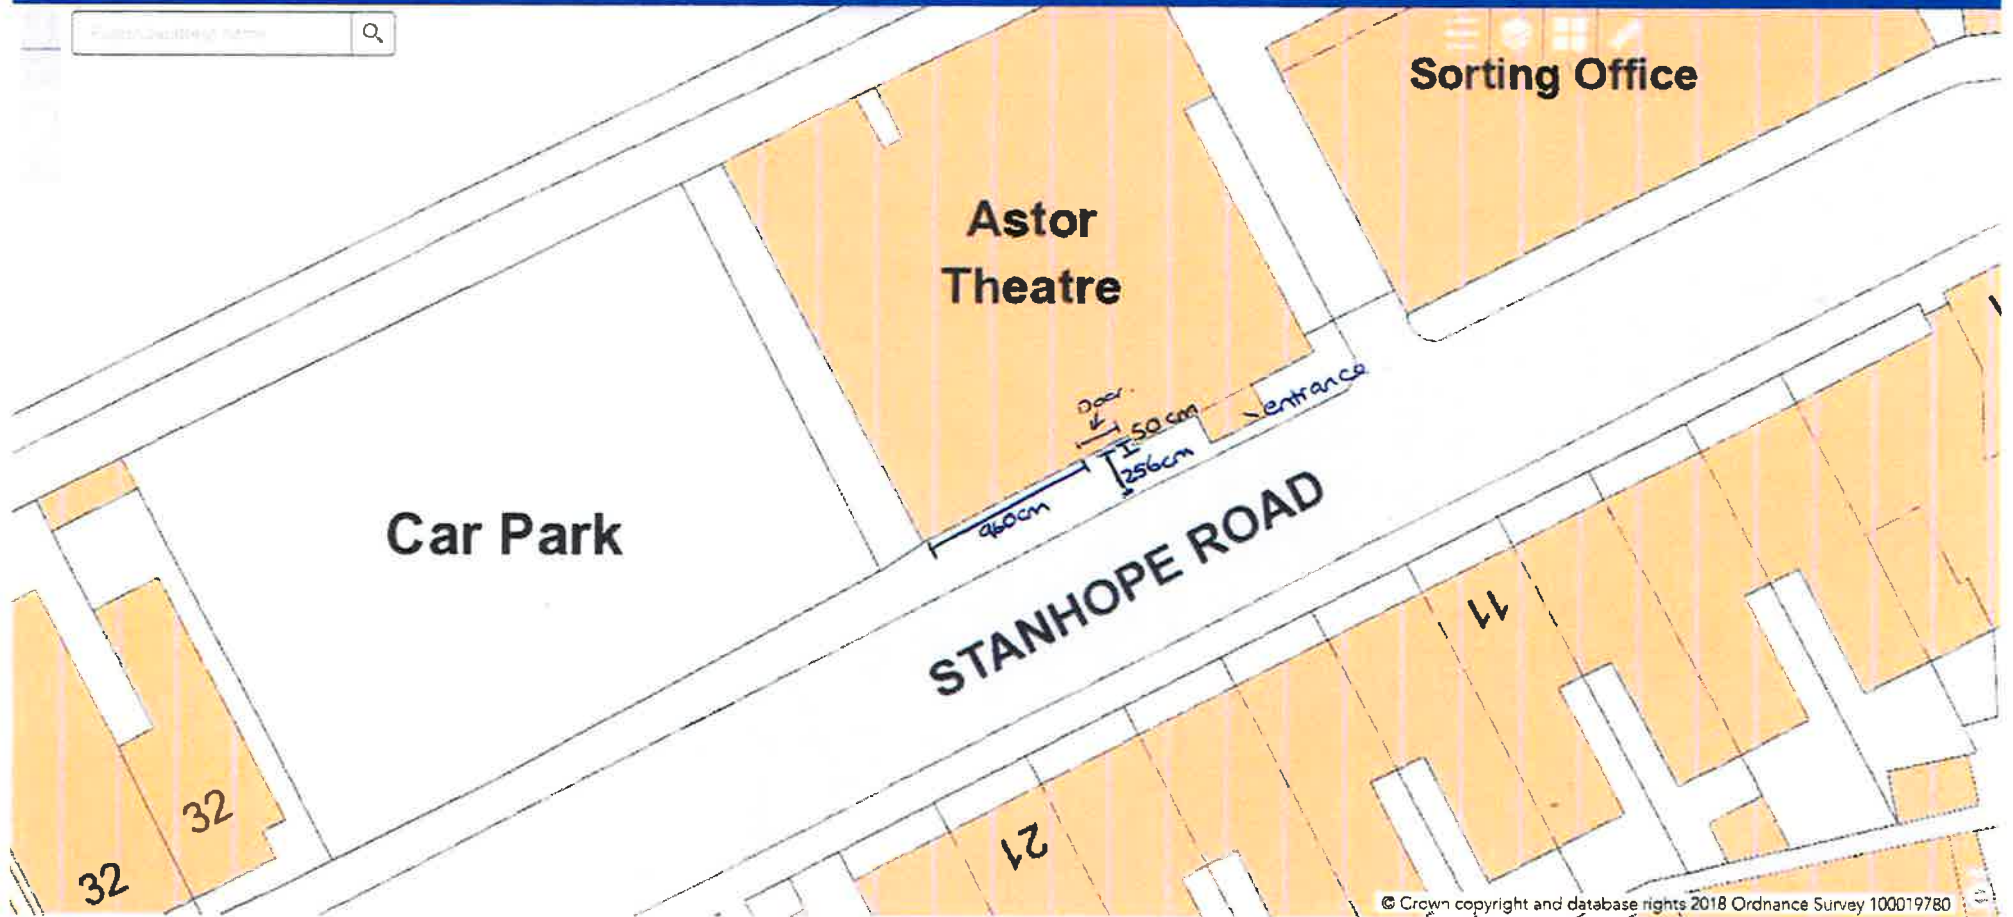 Sorting Office
Astor
Theatre
Door.
50 cm
entrance
256cm
960cm
Car Park
STANHOPE ROAD
11
21
32
32
© Crown copyright and database rights 2018 Ordnance Survey 100019780